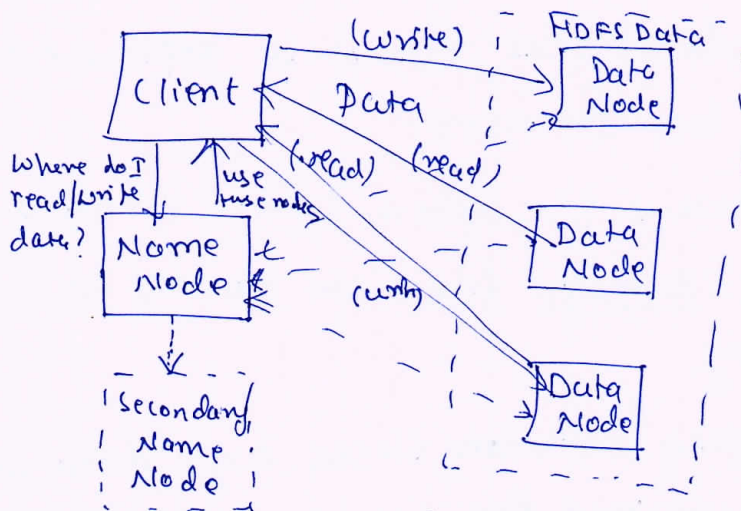 (write)
HDFS Data
Client
Data
Node
Data
(read)
(read)
Where do I
read/write
data?
use
nodes
Name
Node
Data
Node
(write)
Data
Node
Secondary
Name
Node